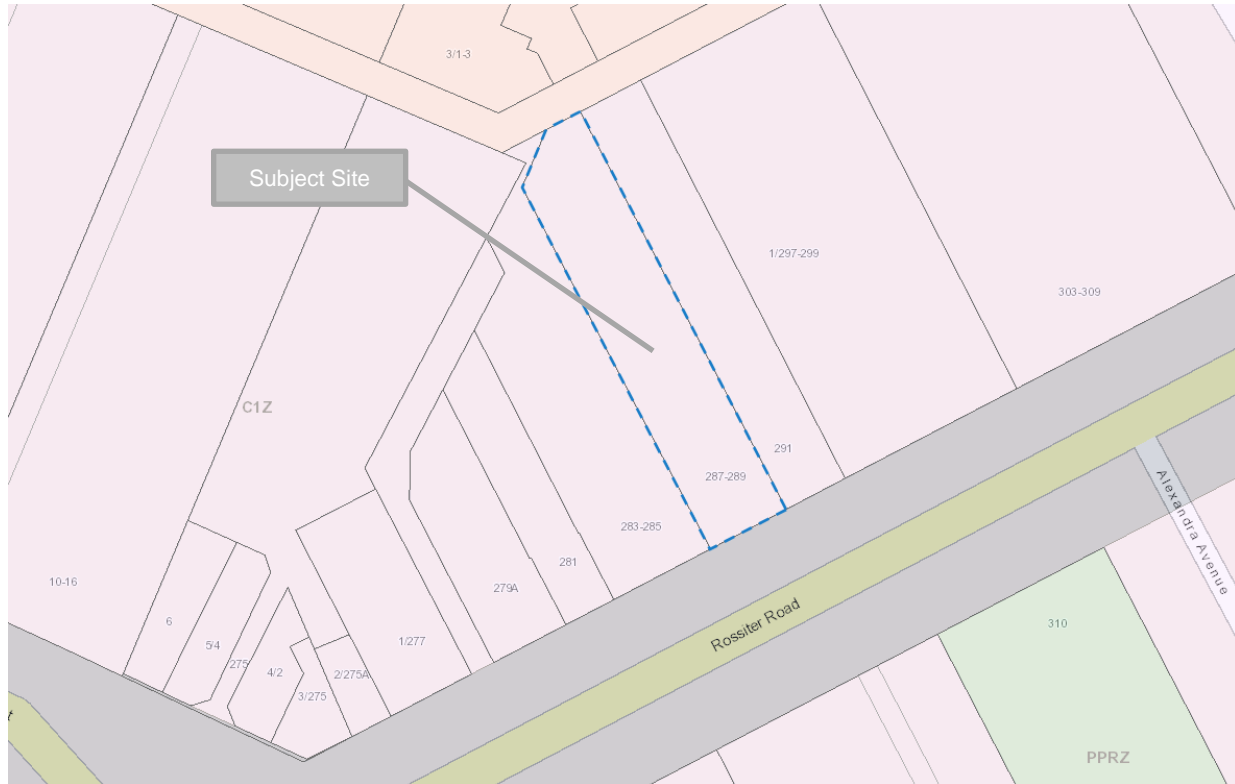 3/1-3
Subject Site
1/297-299
303-309
C1Z
287-289
291
283-285
281
279A
10-16
6
5/4
275
4/2
3/275
2/275A
1/277
Rossiter Road
Alexandra Avenue
310
PPRZ